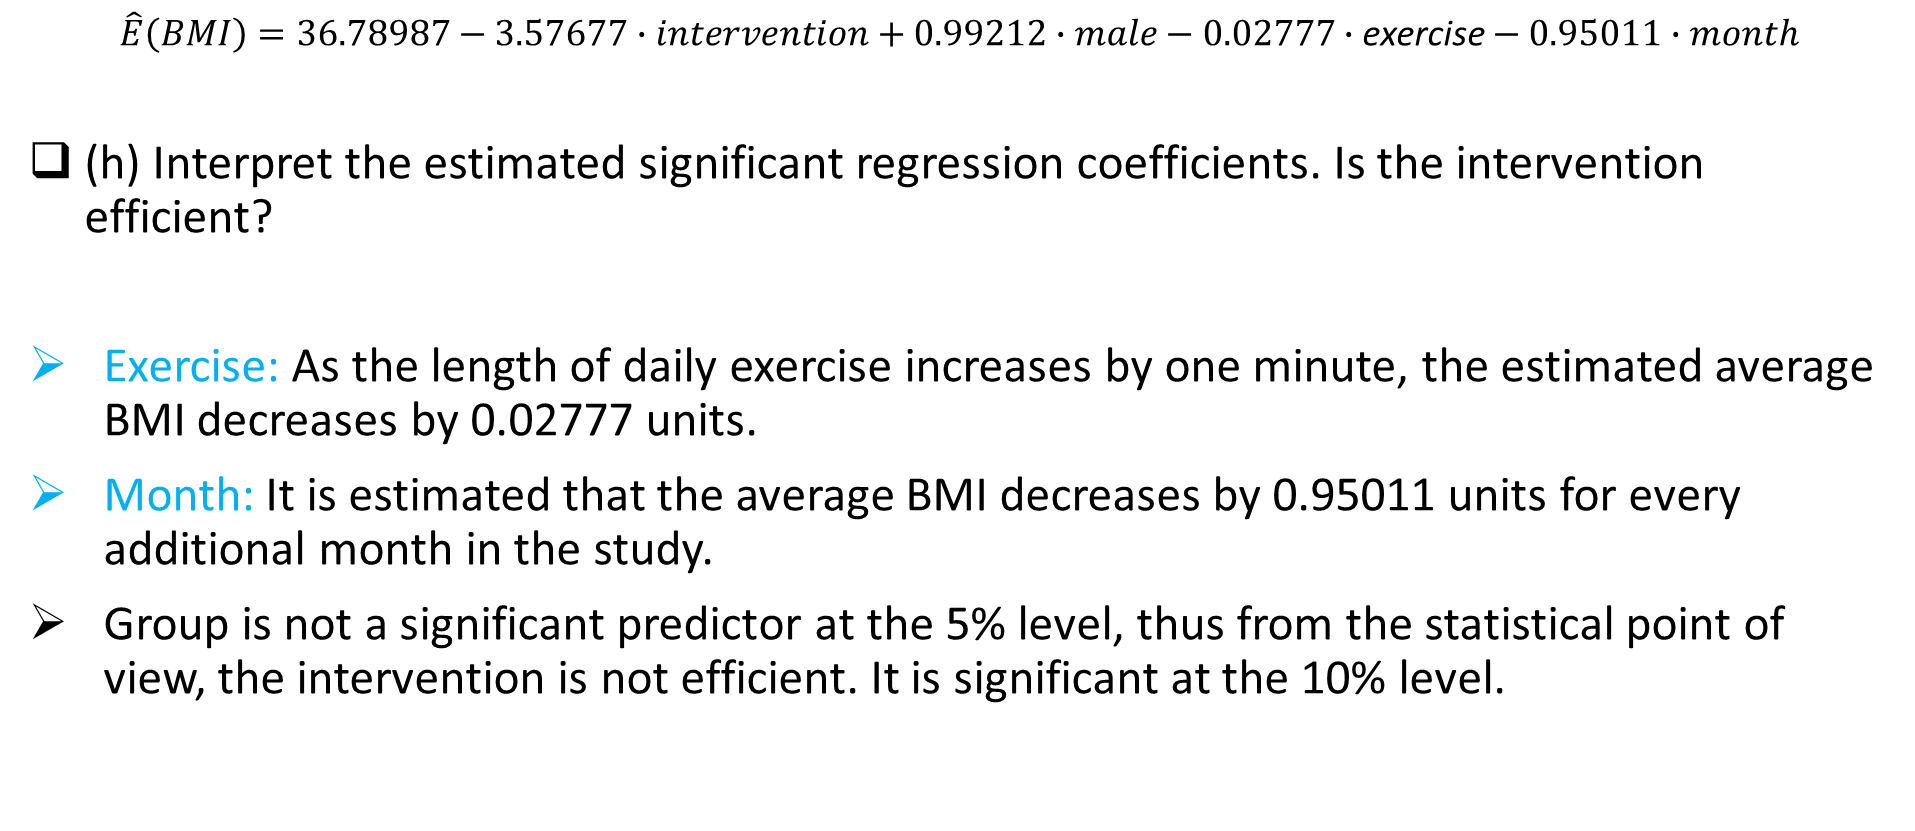 Ê(BMI) = 36.78987 − 3.57677 · intervention + 0.99212 · male − 0.02777 · exercise − 0.95011 · month
❑ (h) Interpret the estimated significant regression coefficients. Is the intervention
efficient?
➢ Exercise: As the length of daily exercise increases by one minute, the estimated average
BMI decreases by 0.02777 units.
➢ Month: It is estimated that the average BMI decreases by 0.95011 units for every
additional month in the study.
➢ Group is not a significant predictor at the 5% level, thus from the statistical point of
view, the intervention is not efficient. It is significant at the 10% level.